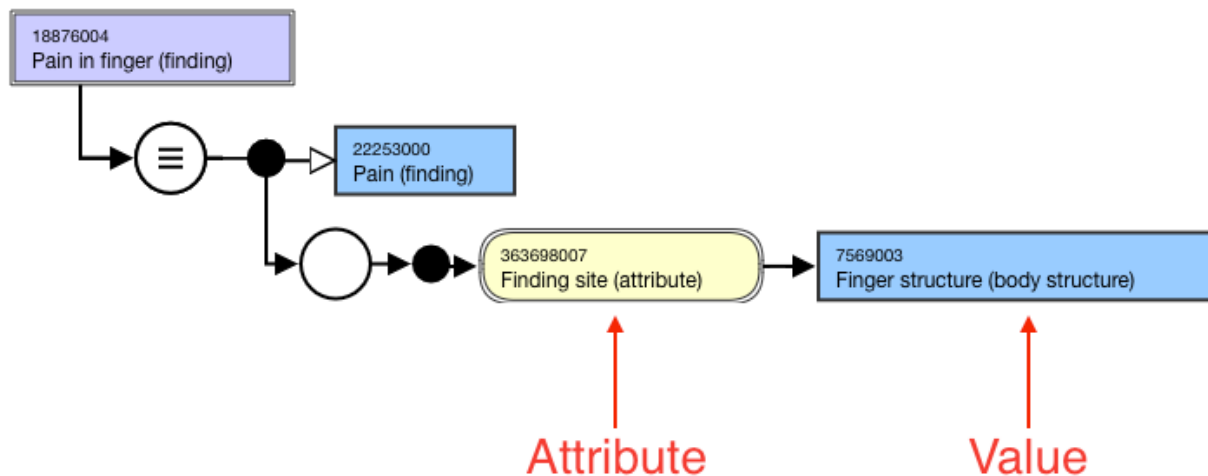 18876004
Pain in finger (finding)
22253000
Pain (finding)
363698007
Finding site (attribute)
7569003
Finger structure (body structure)
Attribute
Value